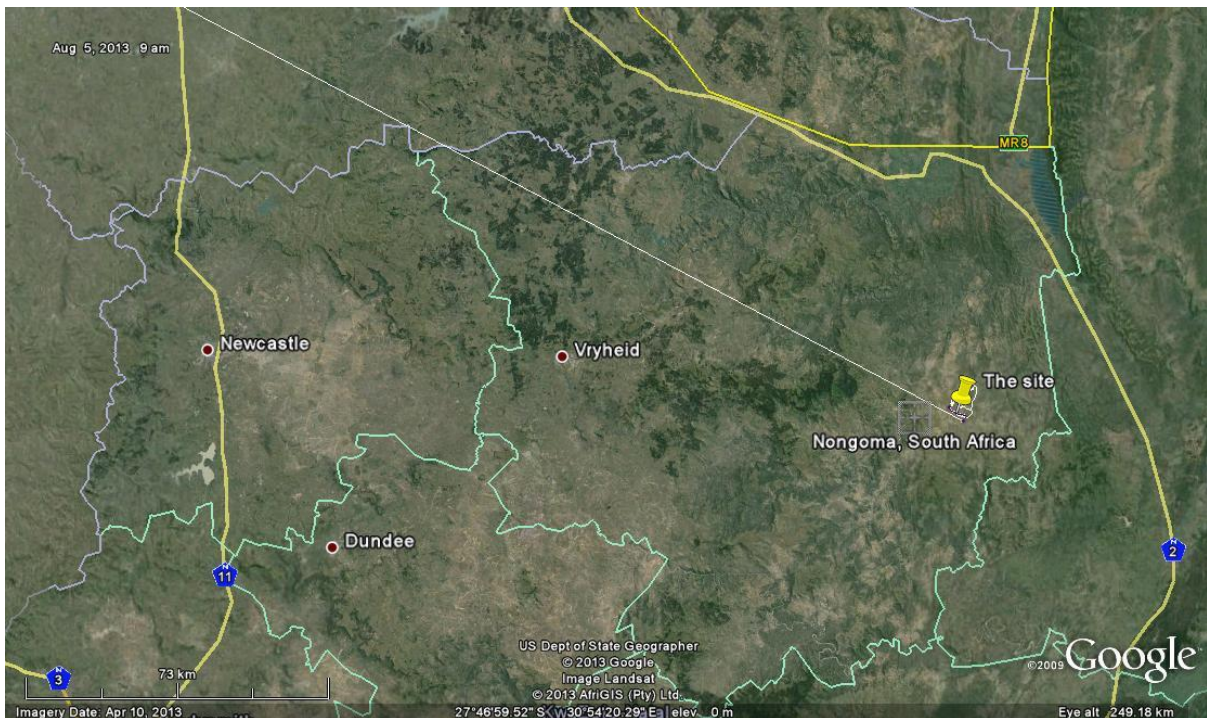 Aug 5, 2013 9 am
MR8
Newcastle
Vryheid
The site
Nongoma, South Africa
Dundee
11
2
US Dept of State Geographer
© 2013 Google
Image Landsat
© 2013 AfriGIS (Pty) Ltd.
©2009 Google
3
73 km
Imagery Date: Apr 10, 2013
27°46'59.52" S 30°54'20.29" E elev 0 m
Eye alt 249.18 km